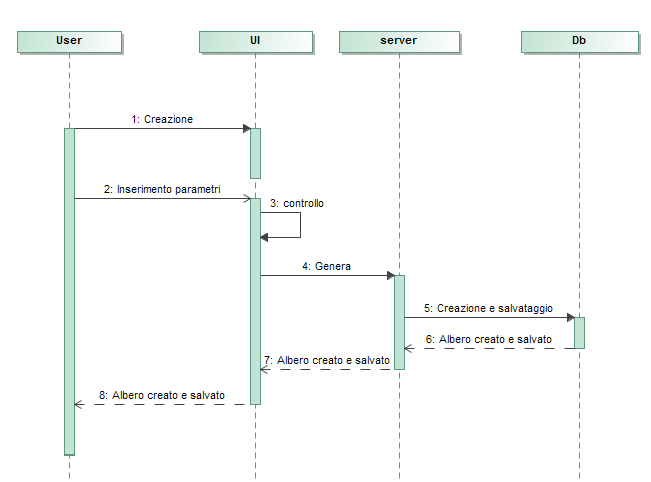 User
UI
server
Db
1: Creazione
2: Inserimento parametri
3: controllo
4: Genera
5: Creazione e salvataggio
6: Albero creato e salvato
7: Albero creato e salvato
8: Albero creato e salvato